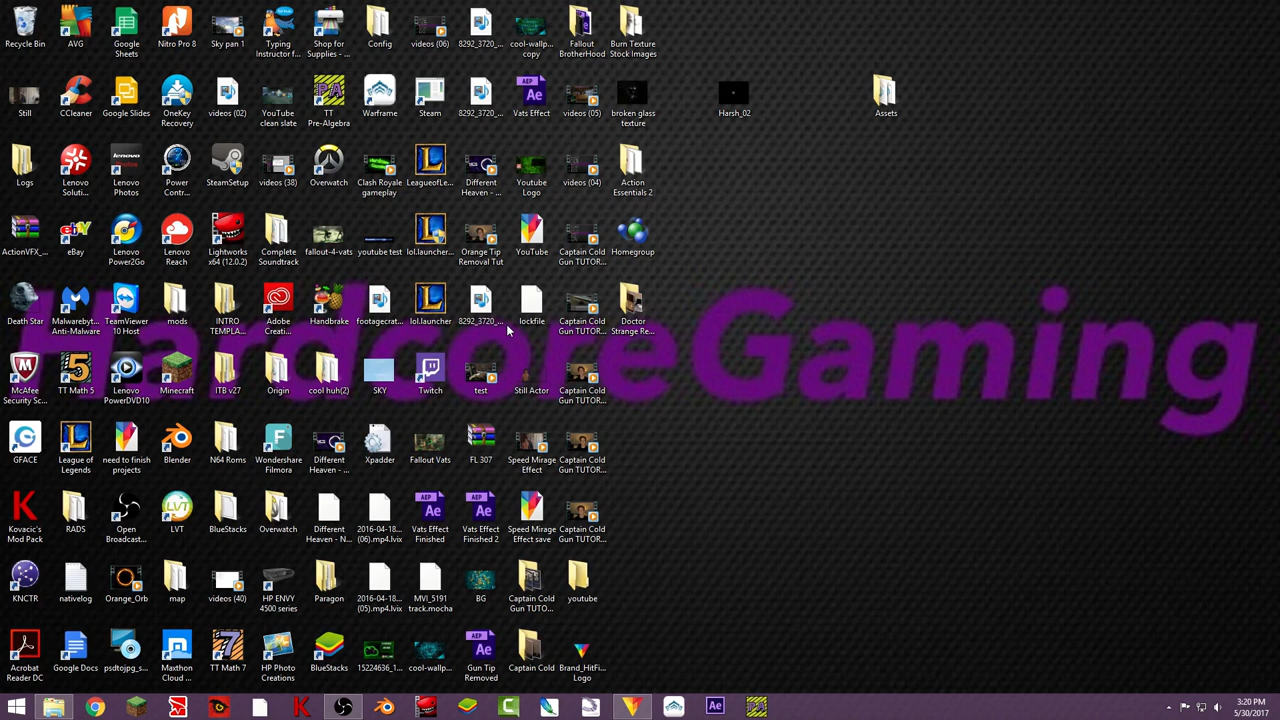 Recycle Bin
AVG
Google Sheets
Nitro Pro 8
Sky pan 1
Typing Instructor f...
Shop for Supplies - ...
Config
videos (06)
8292_3720_...
cool-wallp... copy
Fallout BrotherHood
Burn Texture Stock Images
Still
CCleaner
Google Slides
OneKey Recovery
videos (02)
YouTube clean slate
TT Pre-Algebra
Warframe
Steam
8292_3720_...
Vats Effect
videos (05)
broken glass texture
Harsh_02
Assets
Logs
Lenovo Soluti...
Lenovo Photos
Power Contr...
SteamSetup
videos (38)
Overwatch
Clash Royale gameplay
LeagueofLe...
Different Heaven - ...
Youtube Logo
videos (04)
Action Essentials 2
ActionVFX_...
eBay
Lenovo Power2Go
Lenovo Reach
Lightworks x64 (12.0.2)
Complete Soundtrack
fallout-4-vats
youtube test
lol.launcher...
Orange Tip Removal Tut
YouTube
Captain Cold Gun TUTOR...
Homegroup
Death Star
Malwarebyt... Anti-Malware
TeamViewer 10 Host
mods
INTRO TEMPLA...
Adobe Creati...
Handbrake
footagecrat...
lol.launcher
8292_3720_...
lockfile
Captain Cold Gun TUTOR...
Doctor Strange Re...
HardcoreGaming
McAfee Security Sc...
TT Math 5
Lenovo PowerDVD10
Minecraft
ITB v27
Origin
cool huh(2)
SKY
Twitch
test
Still Actor
Captain Cold Gun TUTOR...
GFACE
League of Legends
need to finish projects
Blender
N64 Roms
Wondershare Filmora
Different Heaven - ...
Xpadder
Fallout Vats
FL 307
Speed Mirage Effect
Captain Cold Gun TUTOR...
Kovacic's Mod Pack
RADS
Open Broadcast...
LVT
BlueStacks
Overwatch
Different Heaven - N...
2016-04-18... (06).mp4.lvix
Vats Effect Finished
Vats Effect Finished 2
Speed Mirage Effect save
Captain Cold Gun TUTOR...
KNCTR
nativelog
Orange_Orb
map
videos (40)
HP ENVY 4500 series
Paragon
2016-04-18... (05).mp4.lvix
MVI_5191 track.mocha
BG
Captain Cold Gun TUTO...
youtube
Acrobat Reader DC
Google Docs
psdtojpg_s...
Maxthon Cloud ...
TT Math 7
HP Photo Creations
BlueStacks
15224636_1...
cool-wallp...
Gun Tip Removed
Captain Cold
Brand_HitFi... Logo
3:20 PM
5/30/2017